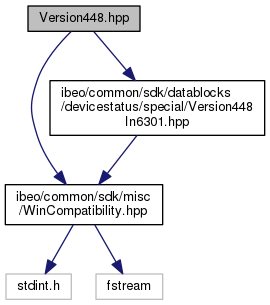 Version448.hpp
ibeo/common/sdk/datablocks
/devicestatus/special/Version448
In6301.hpp
ibeo/common/sdk/misc
/WinCompatibility.hpp
stdint.h
fstream